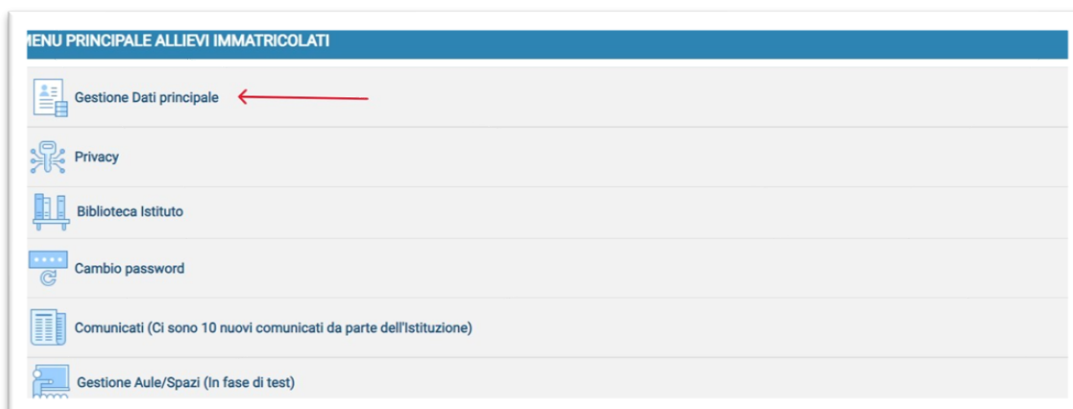 MENU PRINCIPALE ALLIEVI IMMATRICOLATI
Gestione Dati principale
Privacy
Biblioteca Istituto
Cambio password
Comunicati (Ci sono 10 nuovi comunicati da parte dell'Istituzione)
Gestione Aule/Spazi (In fase di test)